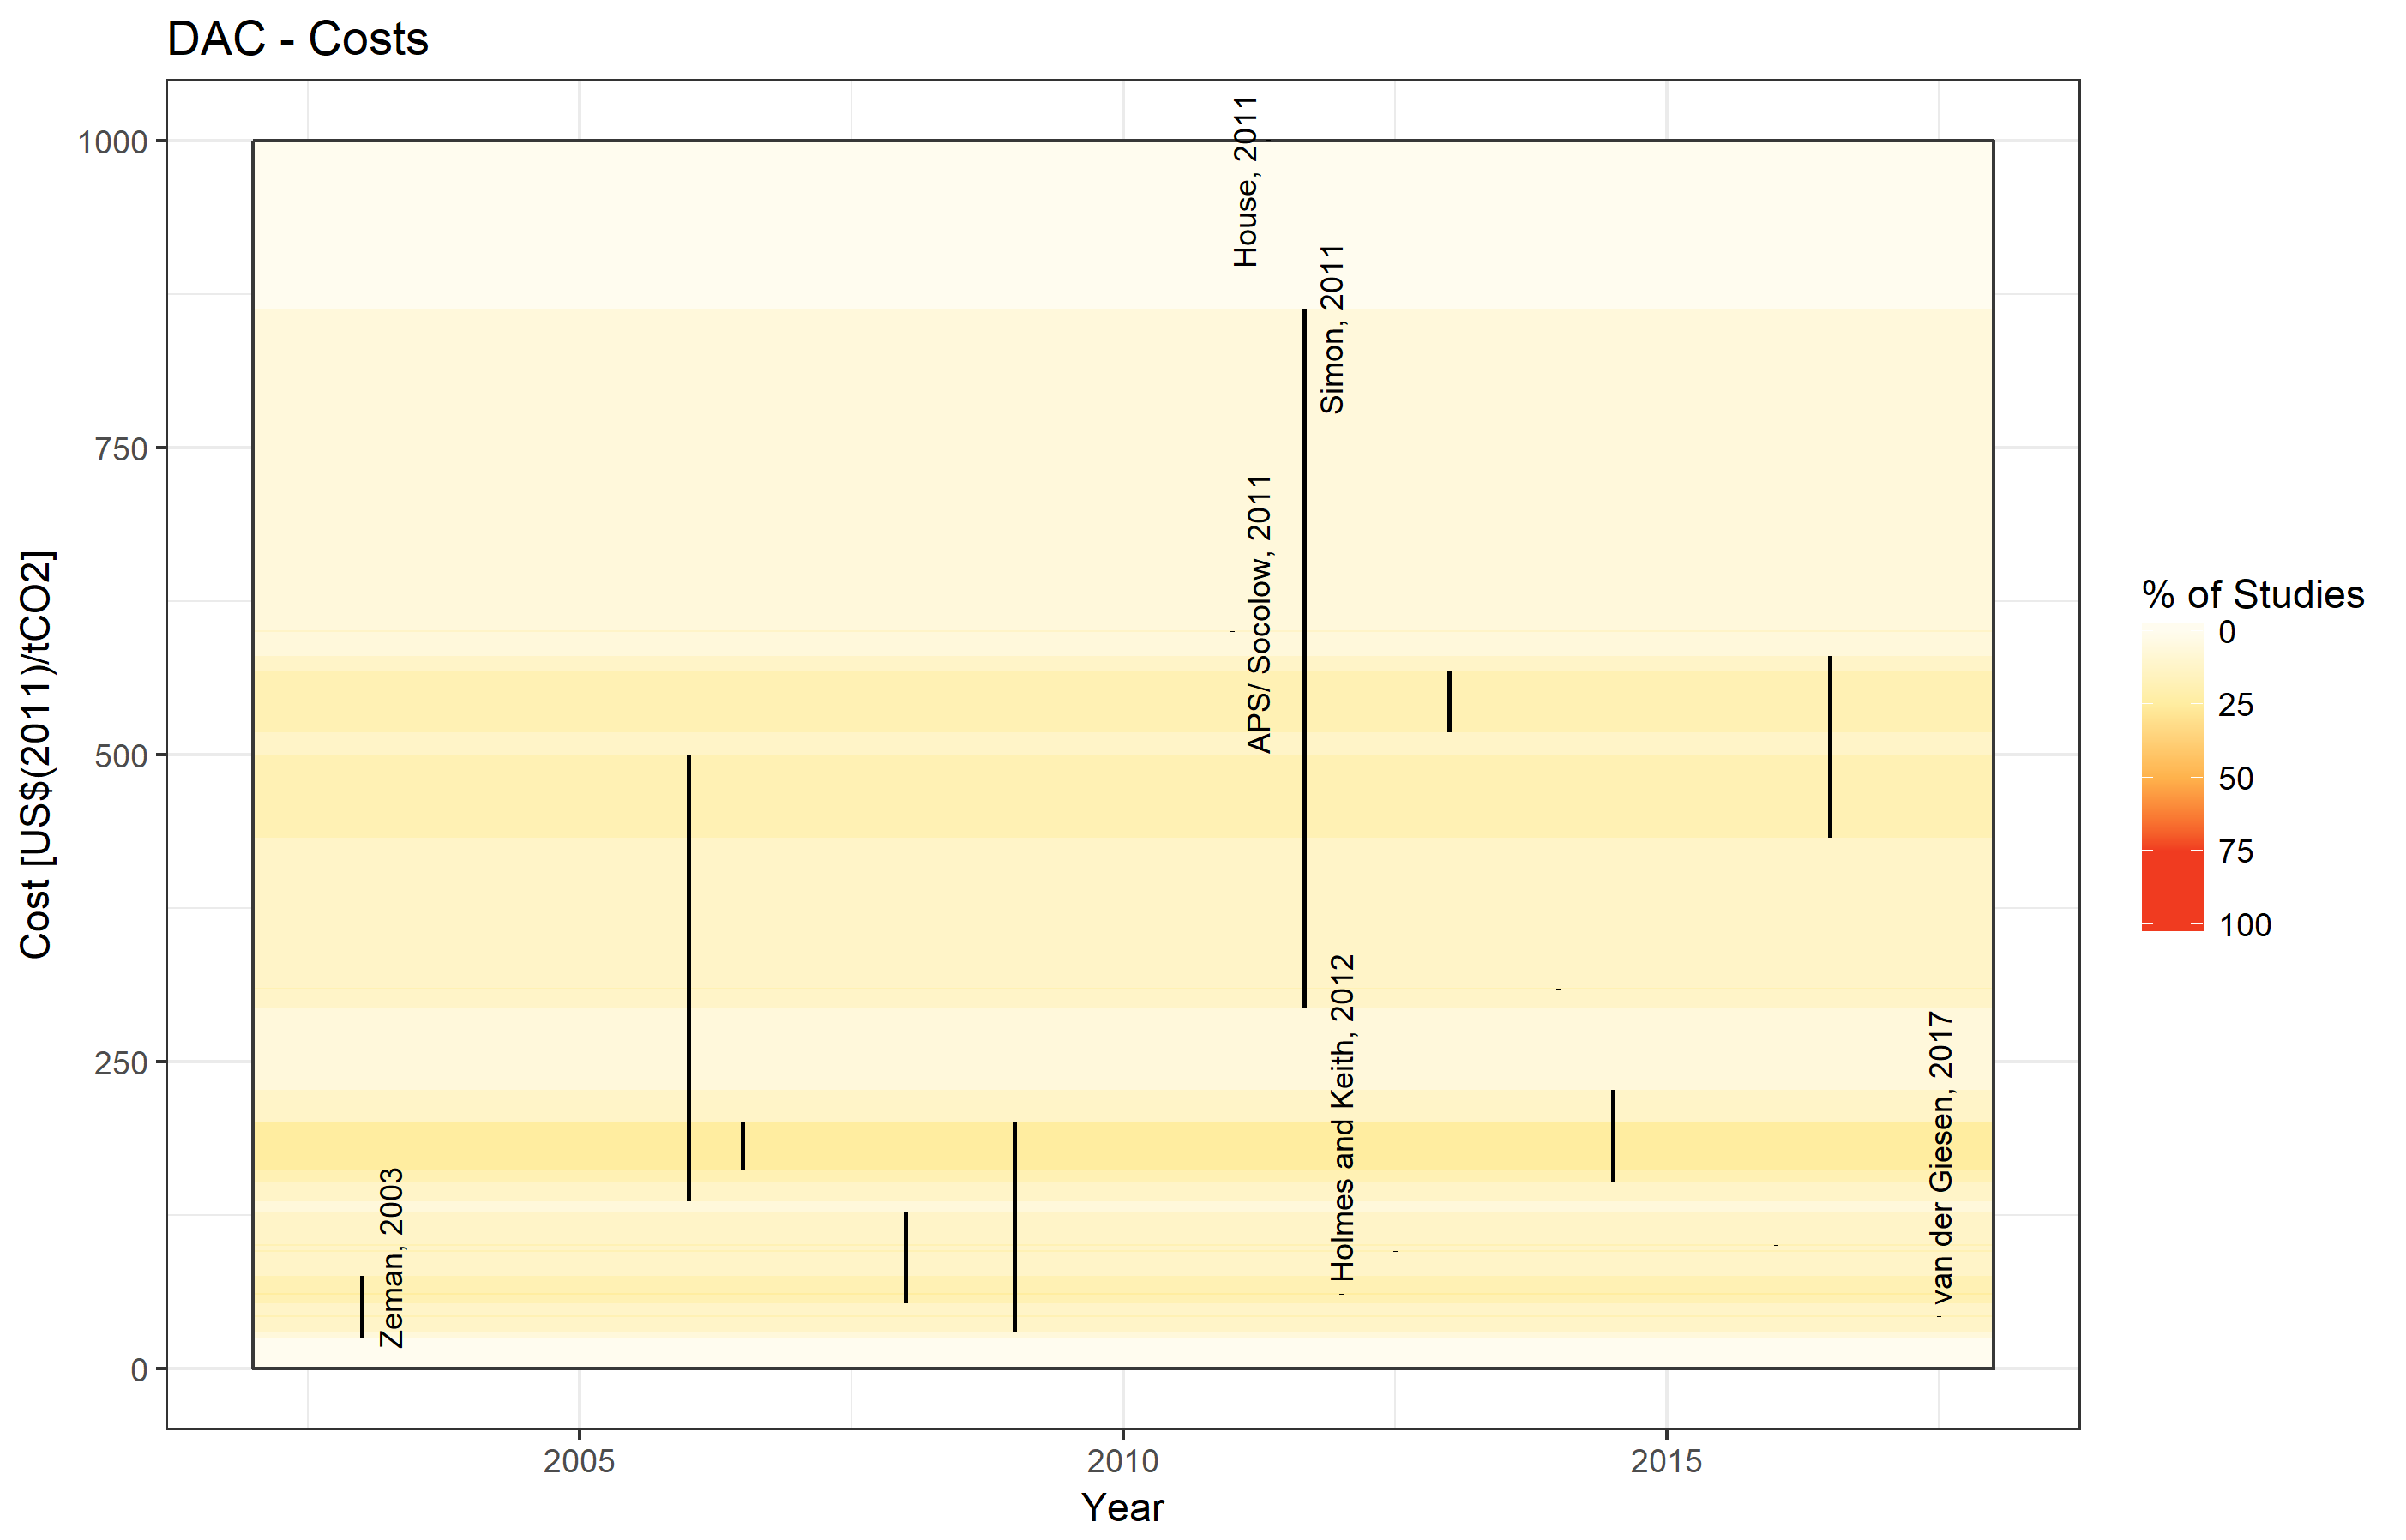 DAC - Costs
Cost [US$(2011)/tCO2]
1000
750
500
250
0
House, 2011
Simon, 2011
APS/ Socolow, 2011
Holmes and Keith, 2012
van der Giesen, 2017
Zeman, 2003
2005
2010
2015
Year
% of Studies
0
25
50
75
100